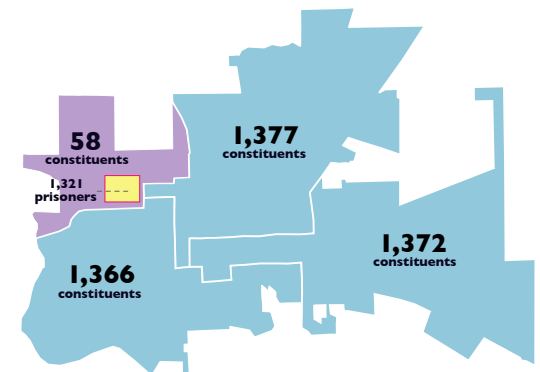 1,377
constituents
58
constituents
1,321
prisoners
1,372
constituents
1,366
constituents